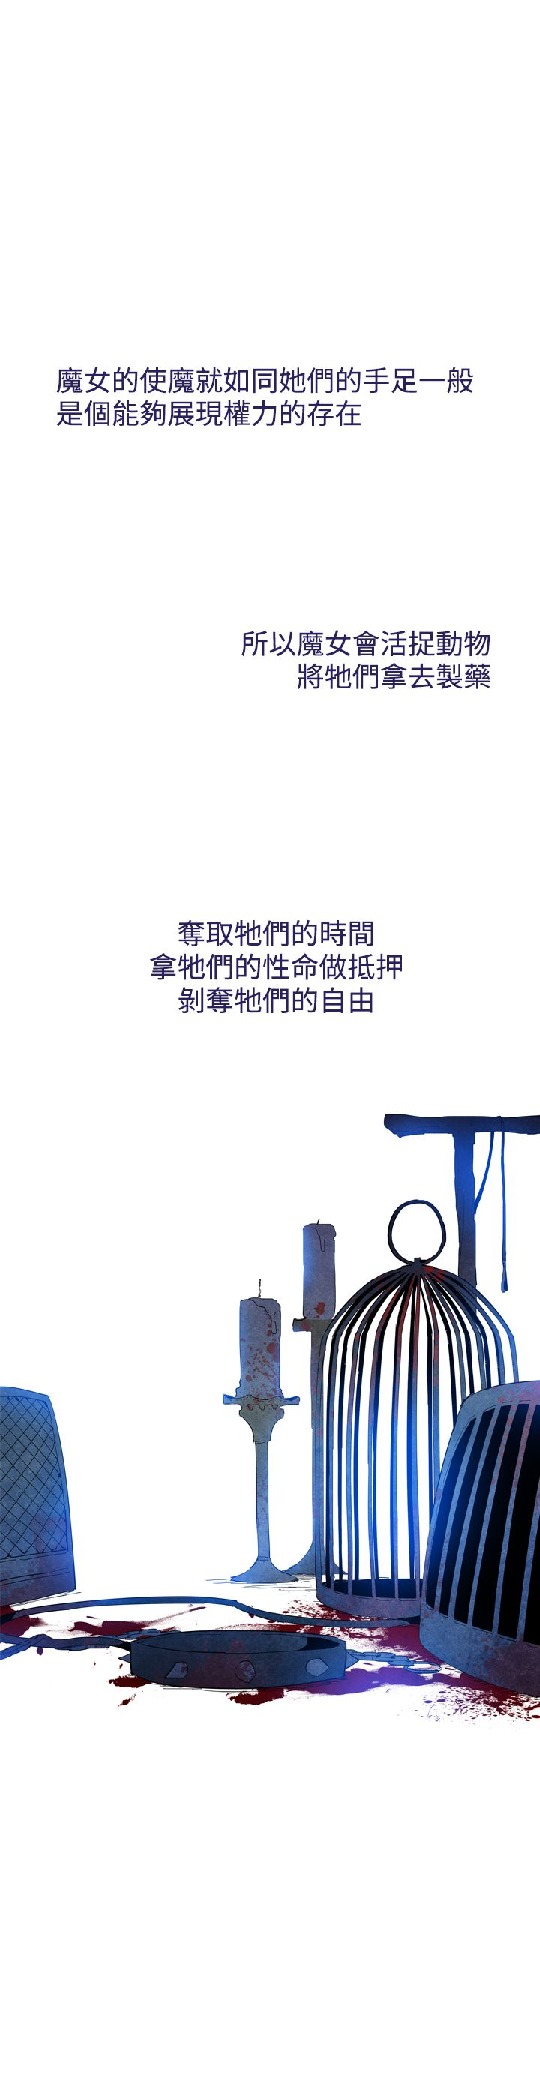 魔女的使魔就如同她們的手足一般
是個能夠展現權力的存在
所以魔女會活捉動物
將牠們拿去製藥
奪取牠們的時間
拿牠們的性命做抵押
剝奪牠們的自由